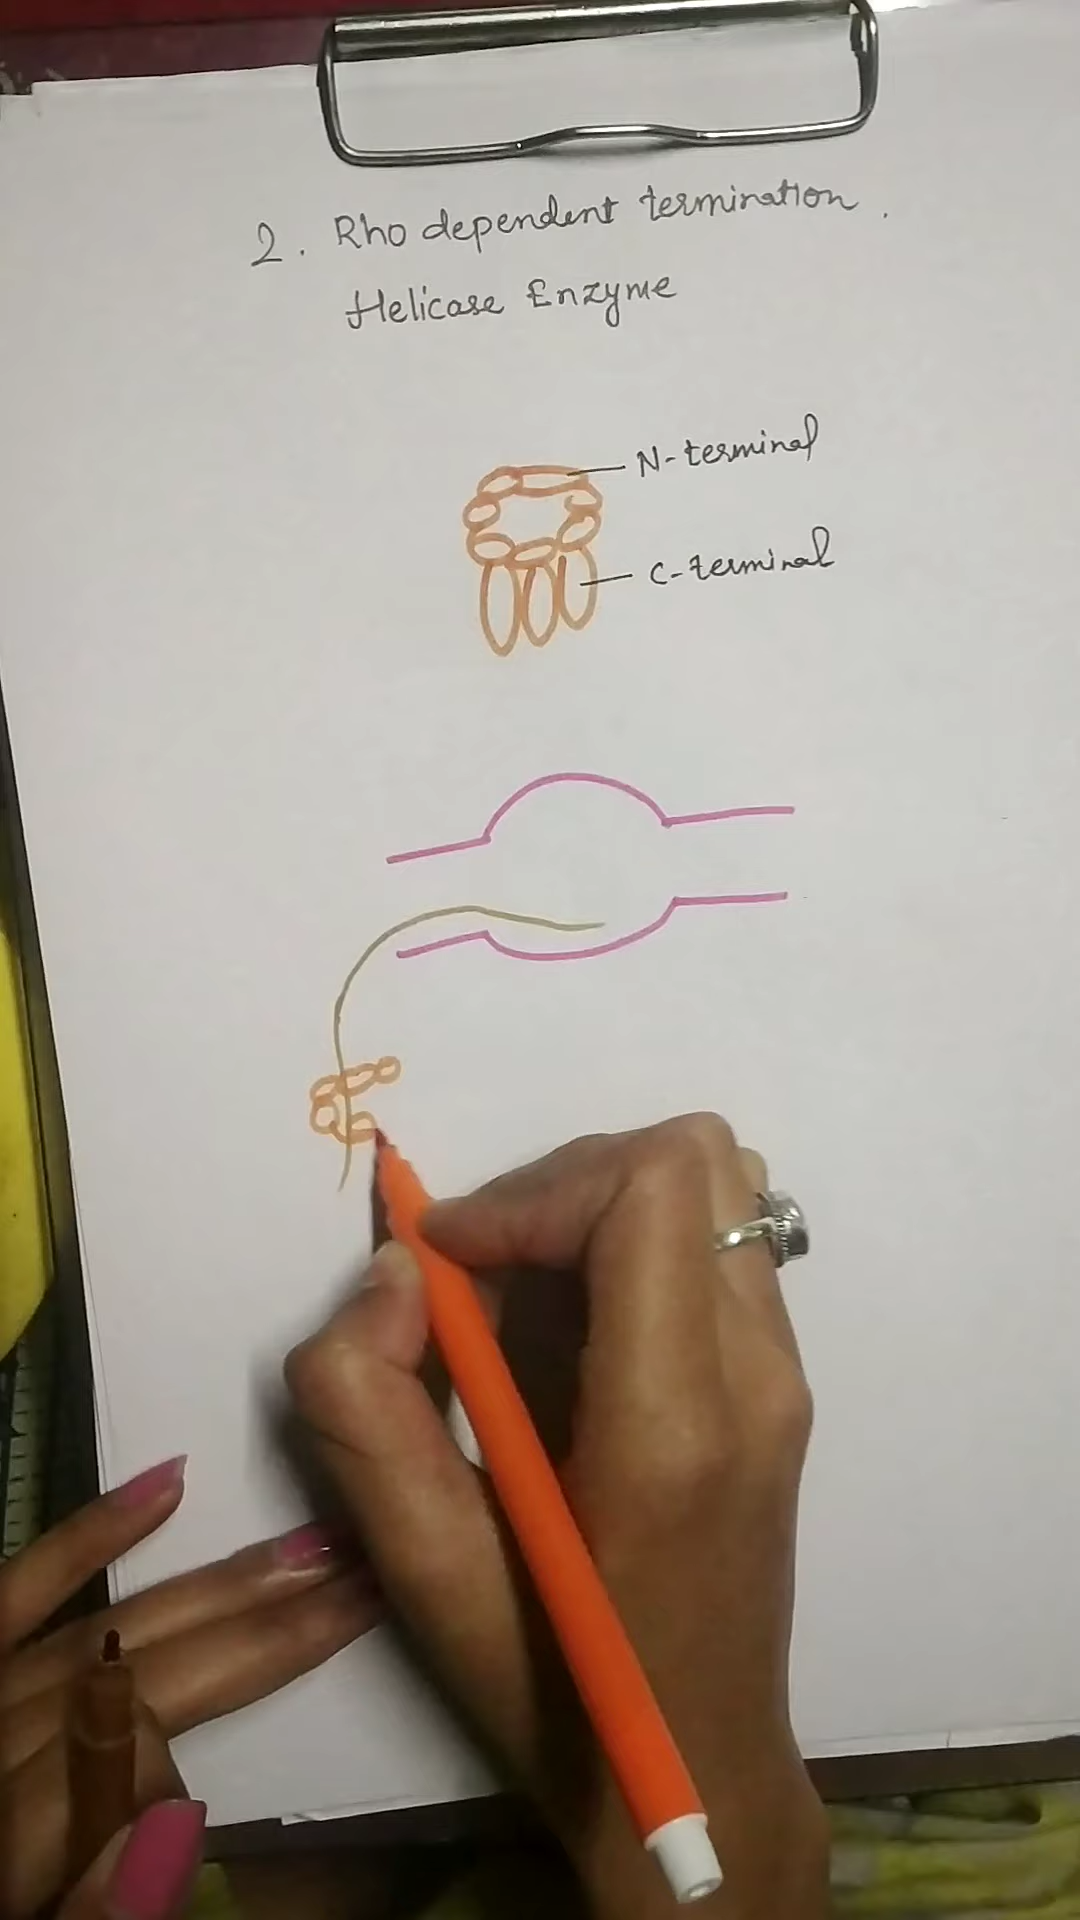 2. Rho dependent termination.
Helicase Enzyme
N-terminal
C-terminal